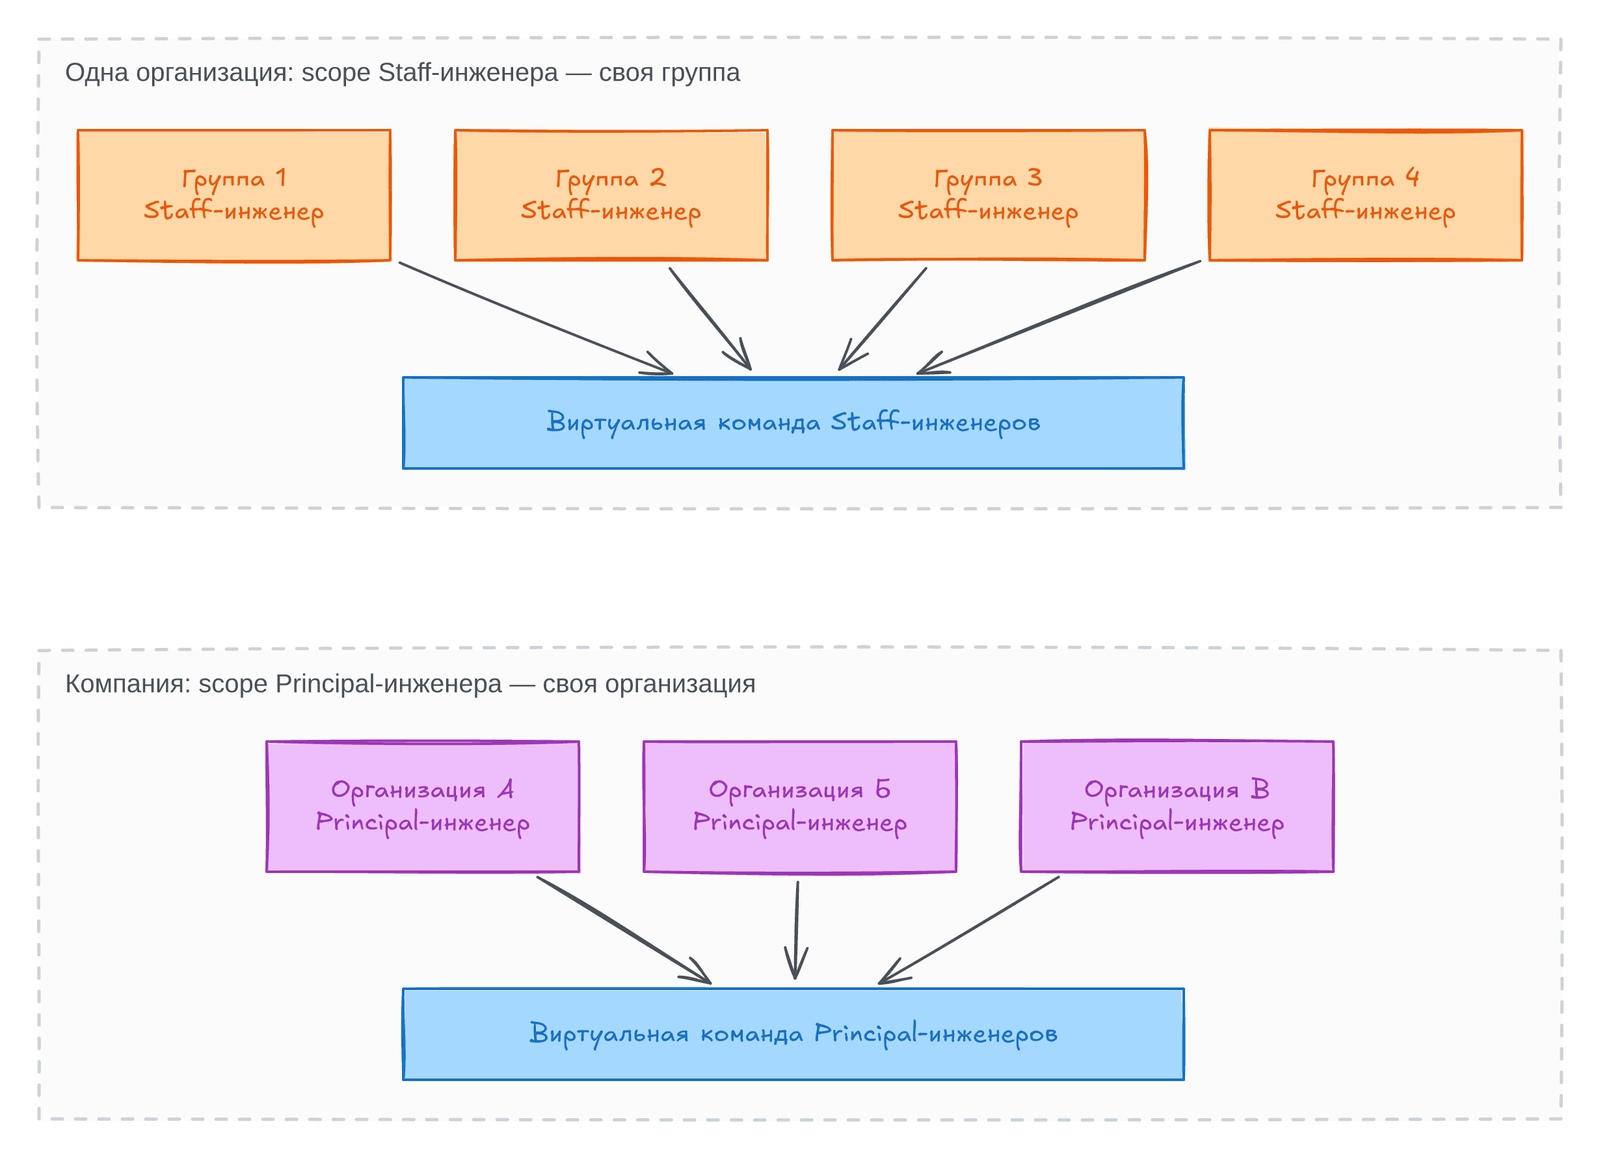 Одна организация: scope Staff-инженера — своя группа
Группа 1
Staff-инженер
Группа 2
Staff-инженер
Группа 3
Staff-инженер
Группа 4
Staff-инженер
Виртуальная команда Staff-инженеров
Компания: scope Principal-инженера — своя организация
Организация А
Principal-инженер
Организация Б
Principal-инженер
Организация В
Principal-инженер
Виртуальная команда Principal-инженеров